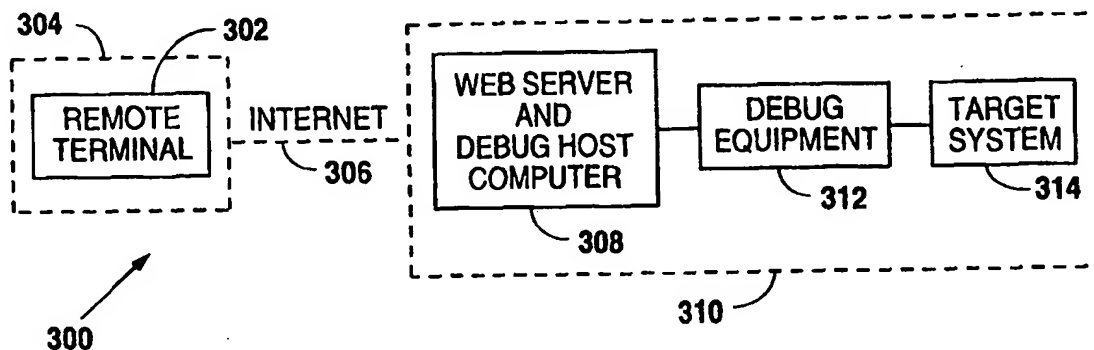 304
302
REMOTE
TERMINAL
INTERNET
306
WEB SERVER
AND
DEBUG HOST
COMPUTER
308
DEBUG
EQUIPMENT
312
TARGET
SYSTEM
314
310
300